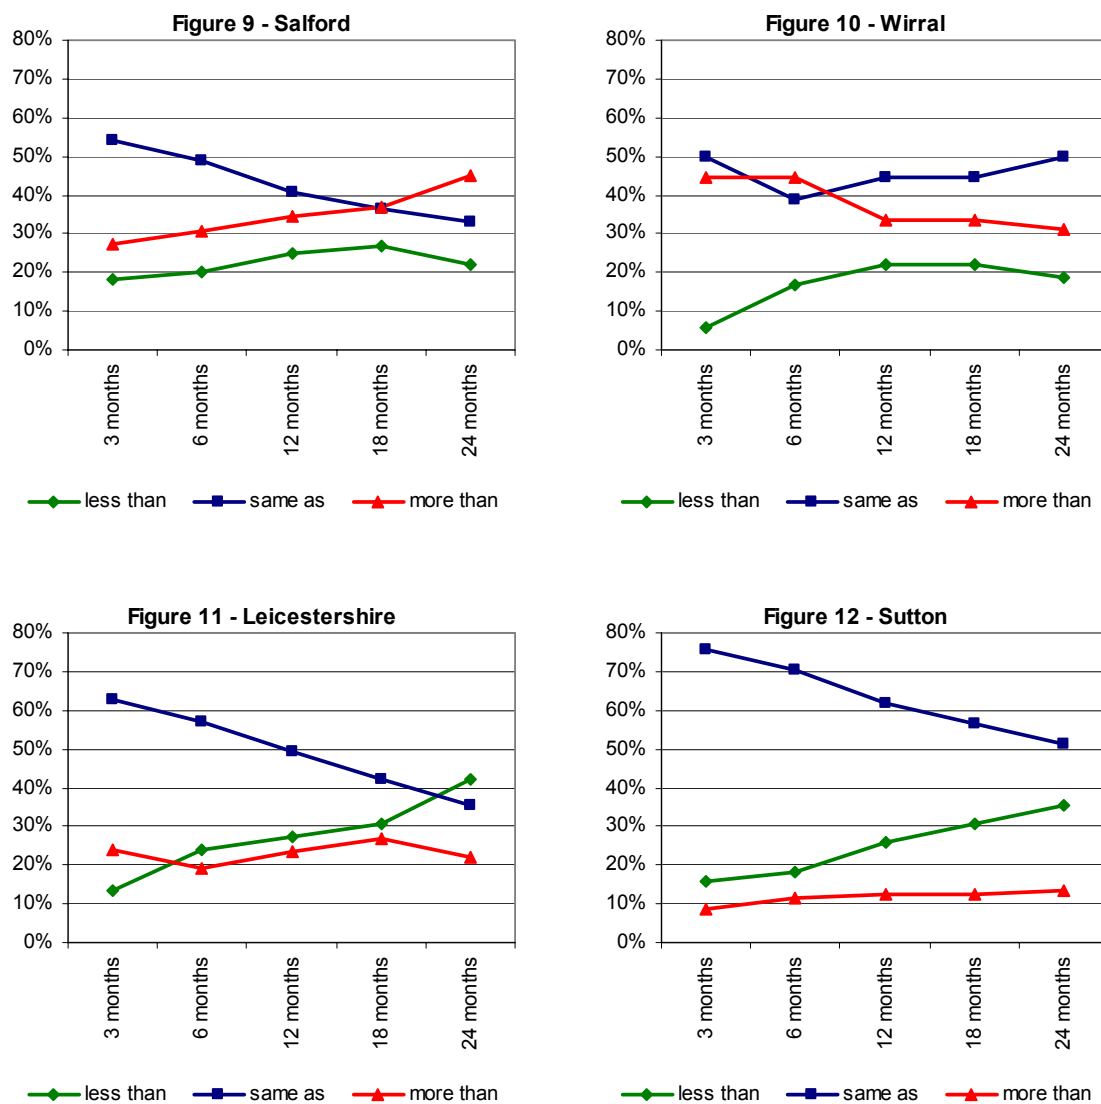 Figure 9 - Salford
80%
70%
60%
50%
40%
30%
20%
10%
0%
3 months
6 months
12 months
18 months
24 months
less than same as more than
Figure 10 - Wirral
80%
70%
60%
50%
40%
30%
20%
10%
0%
3 months
6 months
12 months
18 months
24 months
less than same as more than
Figure 11 - Leicestershire
80%
70%
60%
50%
40%
30%
20%
10%
0%
3 months
6 months
12 months
18 months
24 months
less than same as more than
Figure 12 - Sutton
80%
70%
60%
50%
40%
30%
20%
10%
0%
3 months
6 months
12 months
18 months
24 months
less than same as more than